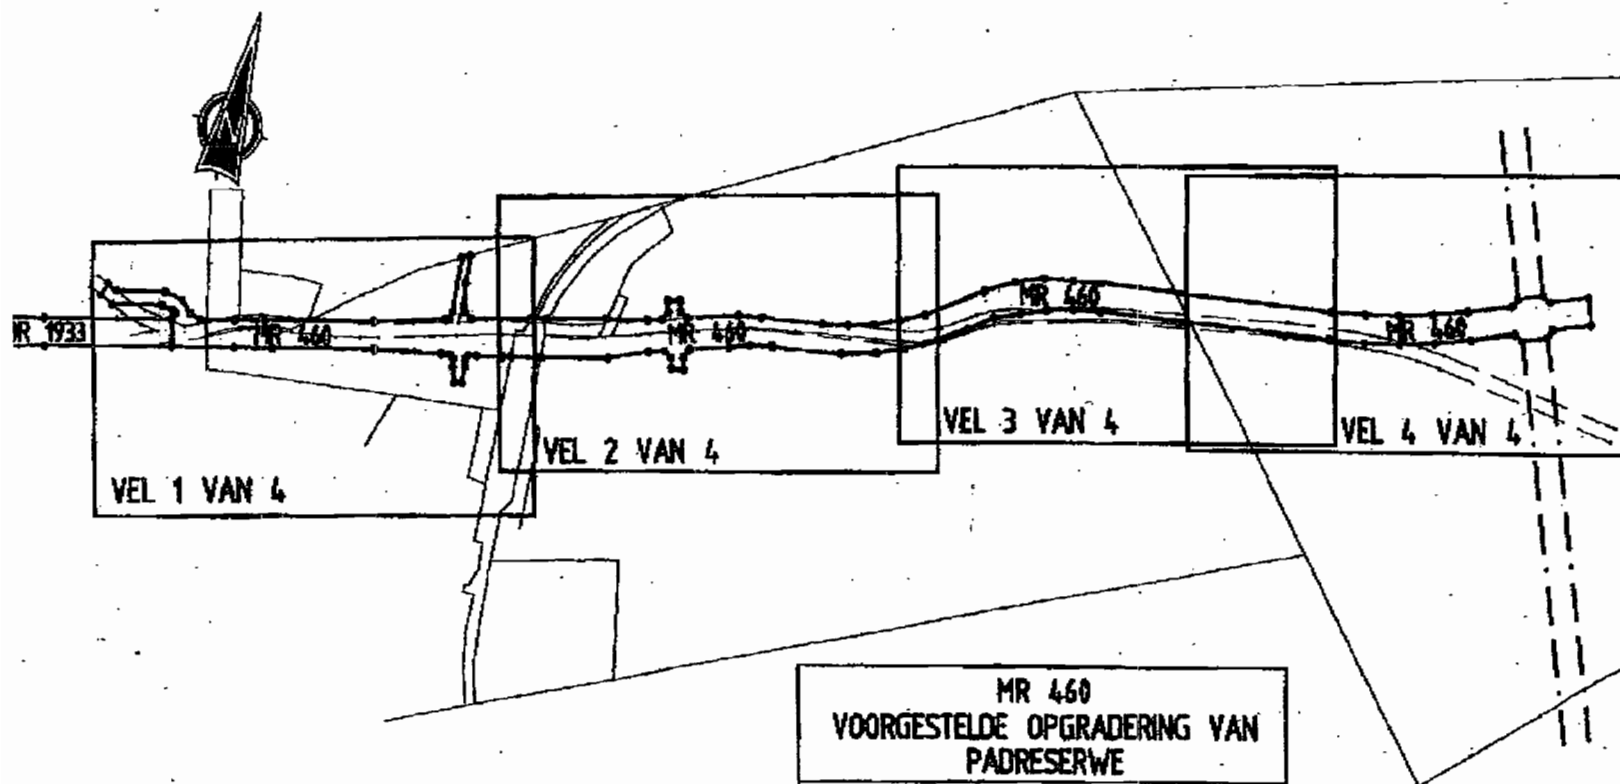 MR 460
MR 460
MR 460
MR 460
1933
VEL 1 VAN 4
VEL 2 VAN 4
VEL 3 VAN 4
VEL 4 VAN 4
MR 460
VOORGESTELDE OPGRADERING VAN
PADRESERWE